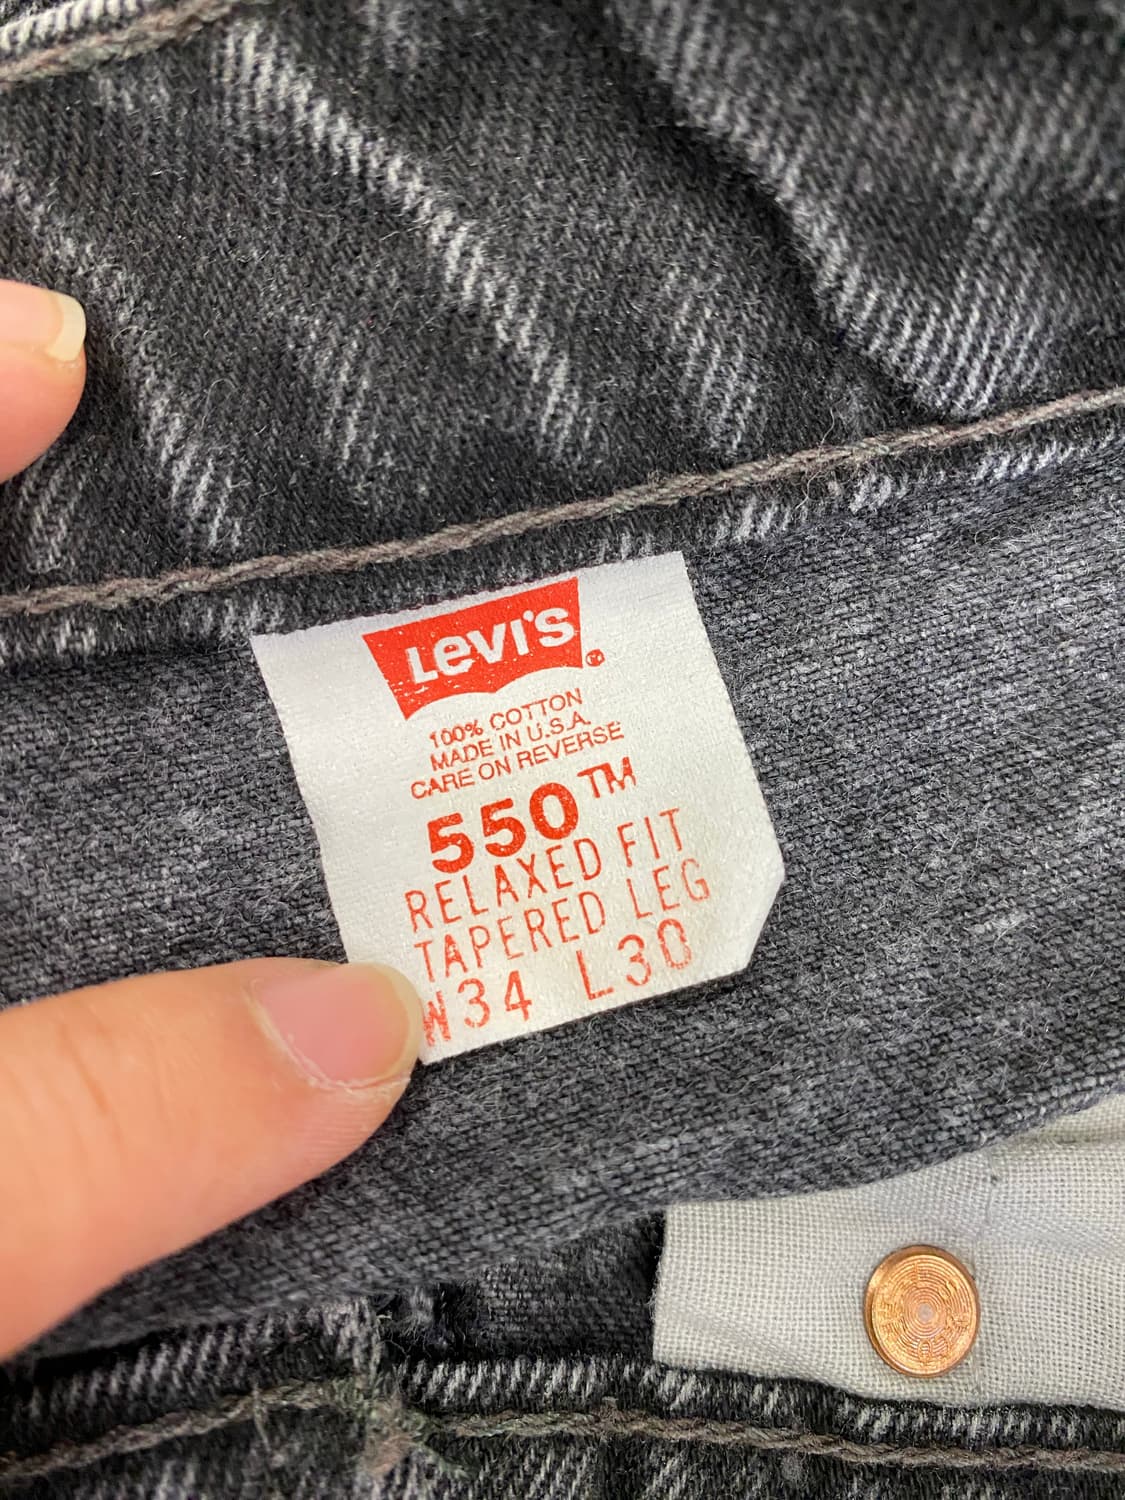 Levi's ®
100% COTTON
MADE IN U.S.A.
CARE ON REVERSE
550™
RELAXED FIT
TAPERED LEG
W34 L30